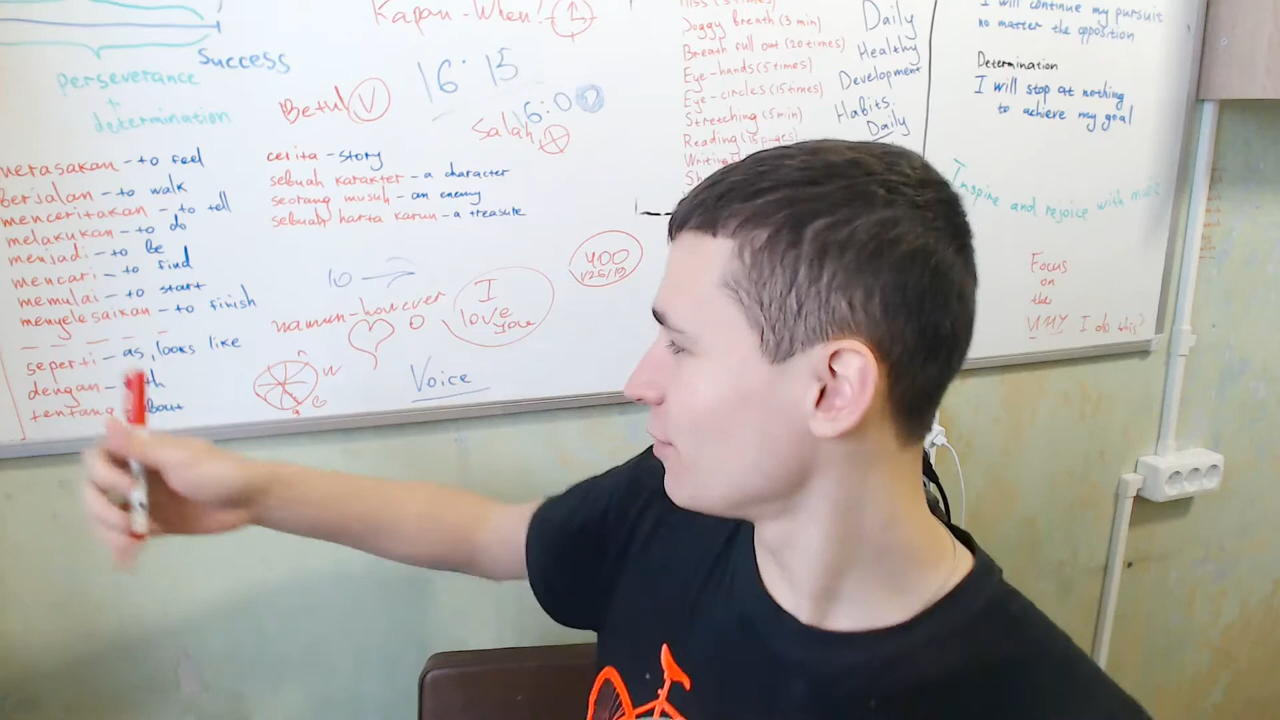 Success
Perseverance
+
determination
Kapan - When?
Betul V
16:15
16:00
Salah X
merasakan - to feel
berjalan - to walk
menceritakan - to tell
melakukan - to do
menjadi - to be
mencari - to find
memulai - to start
menyelesaikan - to finish
seperti - as, looks like
dengan -
tentang
cerita - story
sebuah karakter - a character
seorang musuh - an enemy
sebuah harta karun - a treasure
10
namun - however
I
love
you
Voice
400
Doggy breath (3 min)
Breath full out (20 times)
Eye-hands (5 times)
Eye-circles (15 times)
Stretching (5 min)
Reading (15 pages)
Daily
Healthy
Development
Habits.
Daily
I will continue my pursuit
no matter the opposition
Determination
I will stop at nothing
to achieve my goal
Inspire and rejoice with
Focus
on
the
WHY I do this?